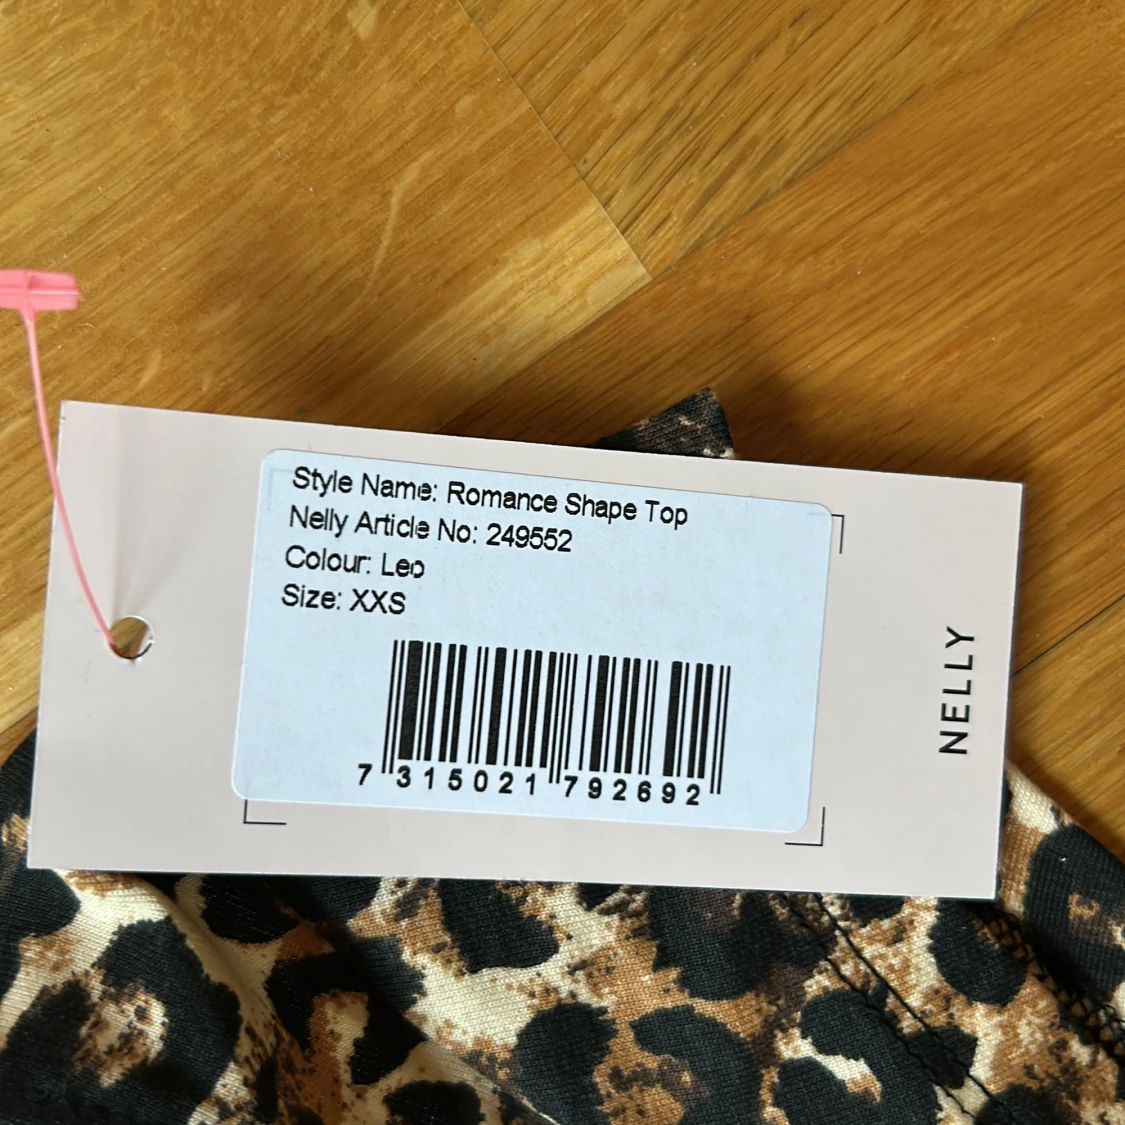 Style Name: Romance Shape Top
Nelly Article No: 249552
Colour: Leo
Size: XXS
7 315021 792692
NELLY